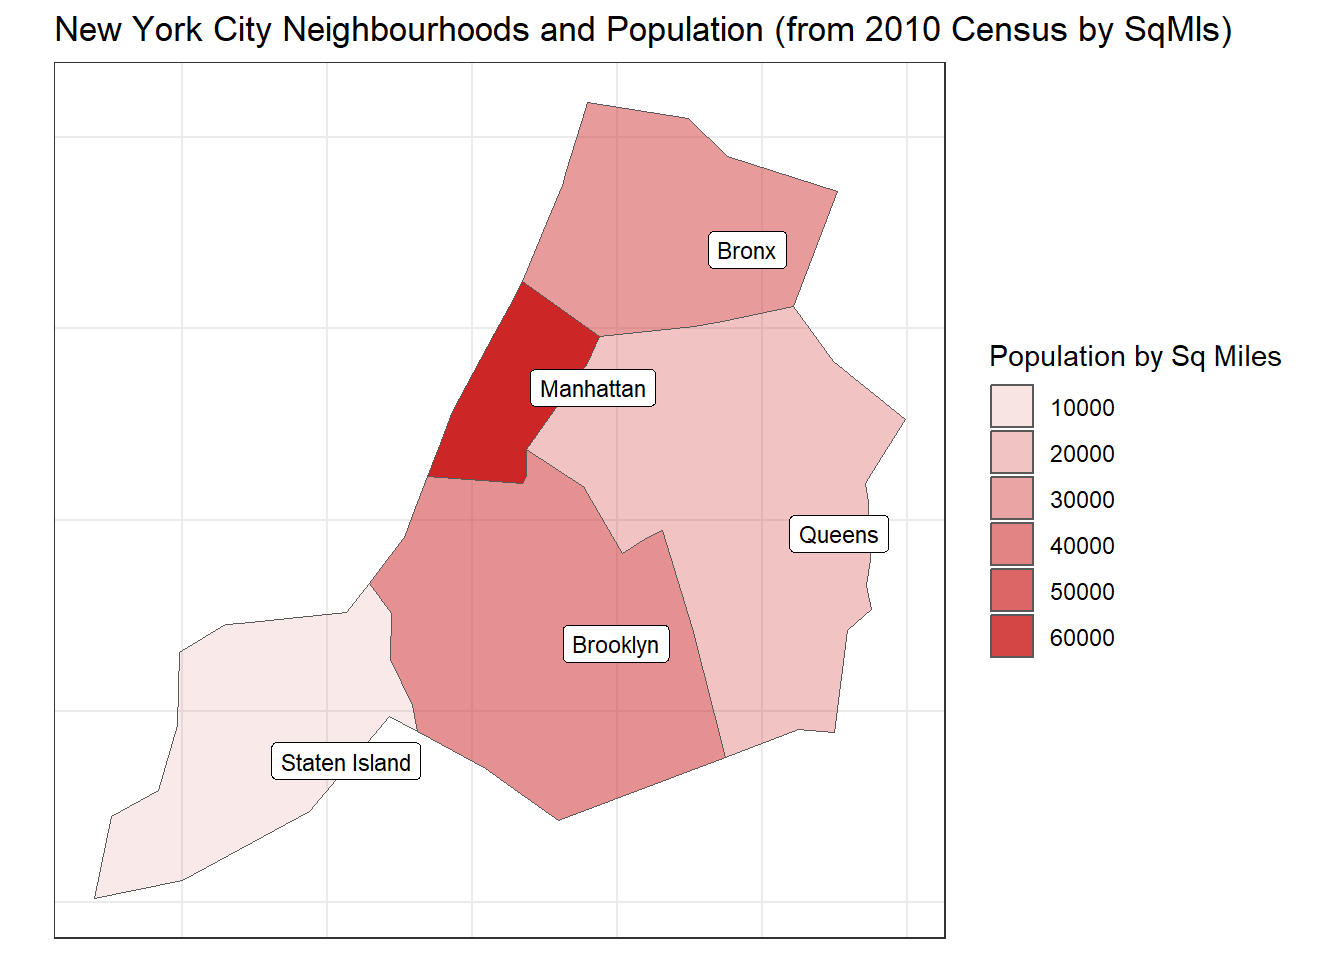 New York City Neighbourhoods and Population (from 2010 Census by SqMls)
Bronx
Manhattan
Queens
Brooklyn
Staten Island
Population by Sq Miles
10000
20000
30000
40000
50000
60000